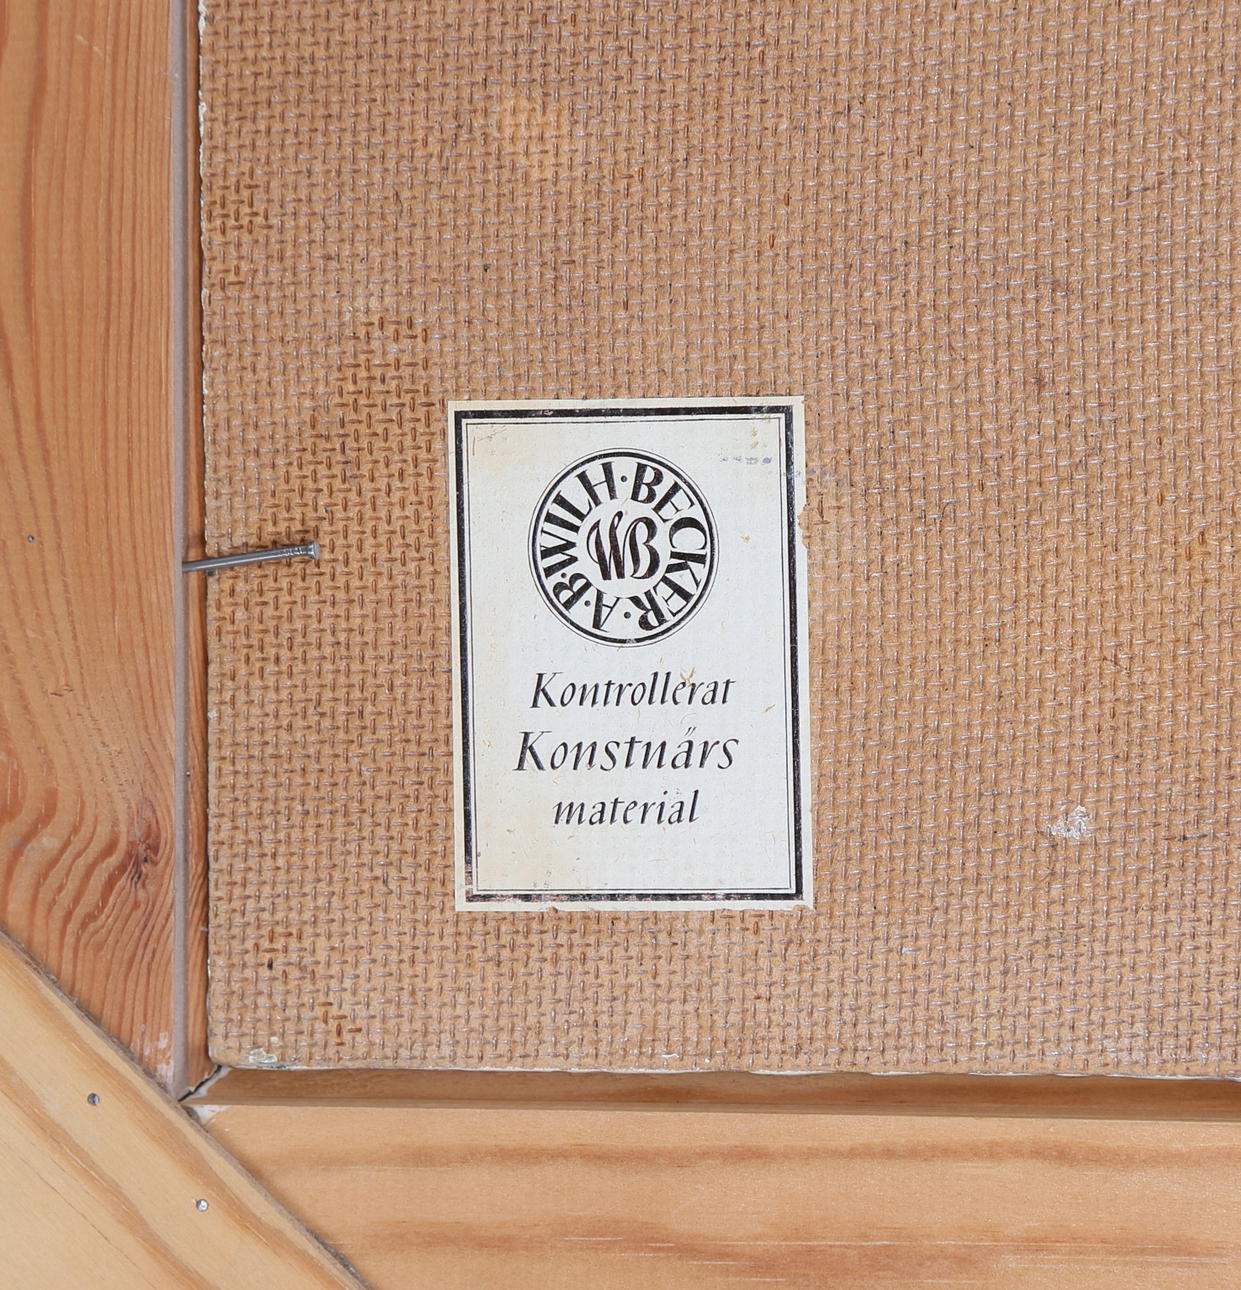 A·B·WILH·BECKER·
WB
Kontrollerat
Konstnärs
material